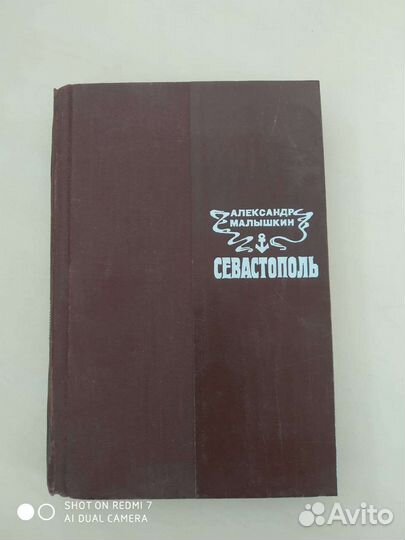 АЛЕКСАНДР
МАЛЫШКИН
СЕВАСТОПОЛЬ
SHOT ON REDMI 7
AI DUAL CAMERA
Avito